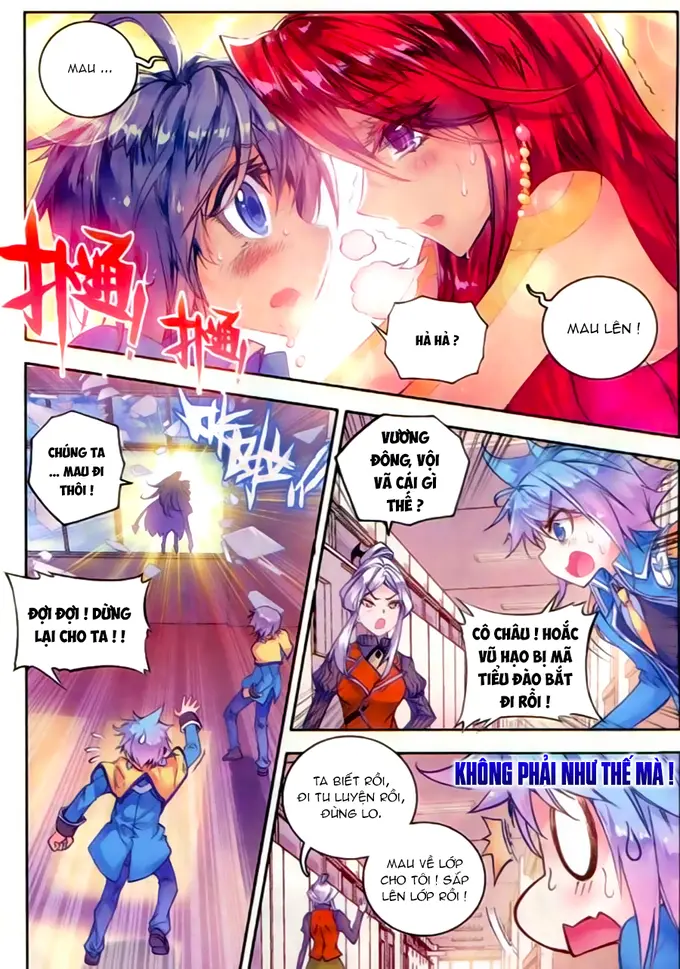 MAU ...
HẢ HẢ ?
MAU LÊN !
扑通!
扑通
CHÚNG TA
... MAU ĐI
THÔI !
ĐỢI ĐỢI ! DỪNG
LẠI CHO TA ! !
VƯƠNG
ĐÔNG, VỘI
VÃ CÁI GÌ
THẾ ?
CÔ CHÂU ! HOẮC
VŨ HẠO BỊ MÃ
TIỂU ĐÀO BẮT
ĐI RỒI !
KHÔNG PHẢI NHƯ THẾ MÀ !
TA BIẾT RỒI,
ĐI TU LUYỆN RỒI,
ĐỪNG LO.
MAU VỀ LỚP
CHO TÔI ! SẮP
LÊN LỚP RỒI !